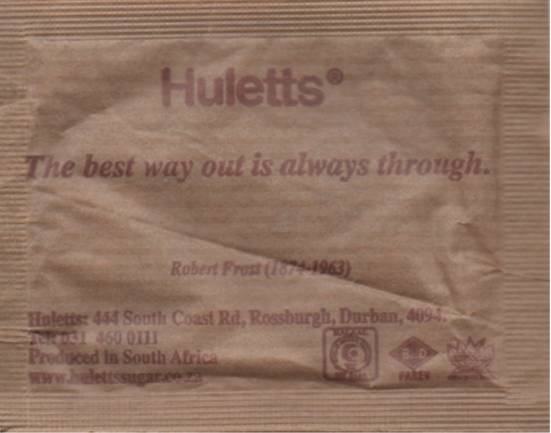 Huletts®
The best way out is always through.
Robert Frost (1874-1963)
Huletts: 444 South Coast Rd, Rossburgh, Durban, 4094.
Tel: 031 460 0111
Produced in South Africa
www.hulettssugar.co.za
PAREV